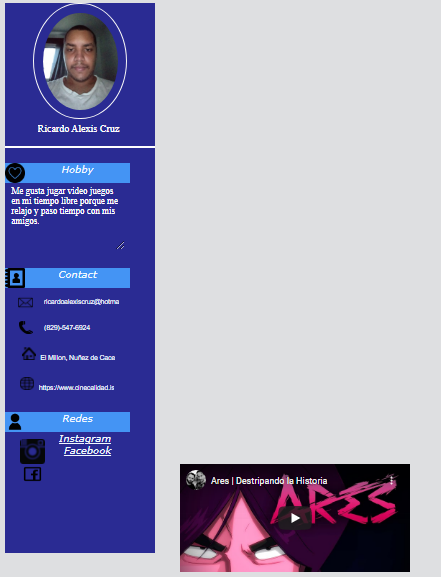 Ricardo Alexis Cruz
Hobby
Me gusta jugar video juegos
en mi tiempo libre porque me
relajo y paso tiempo con mis
amigos.
Contact
ricardoalexiscruz@hotma
(829)-547-6924
El Millon, Nuñez de Cace
https://www.cinecalidad.is
Redes
Instagram
Facebook
Ares | Destripando la Historia
ARES